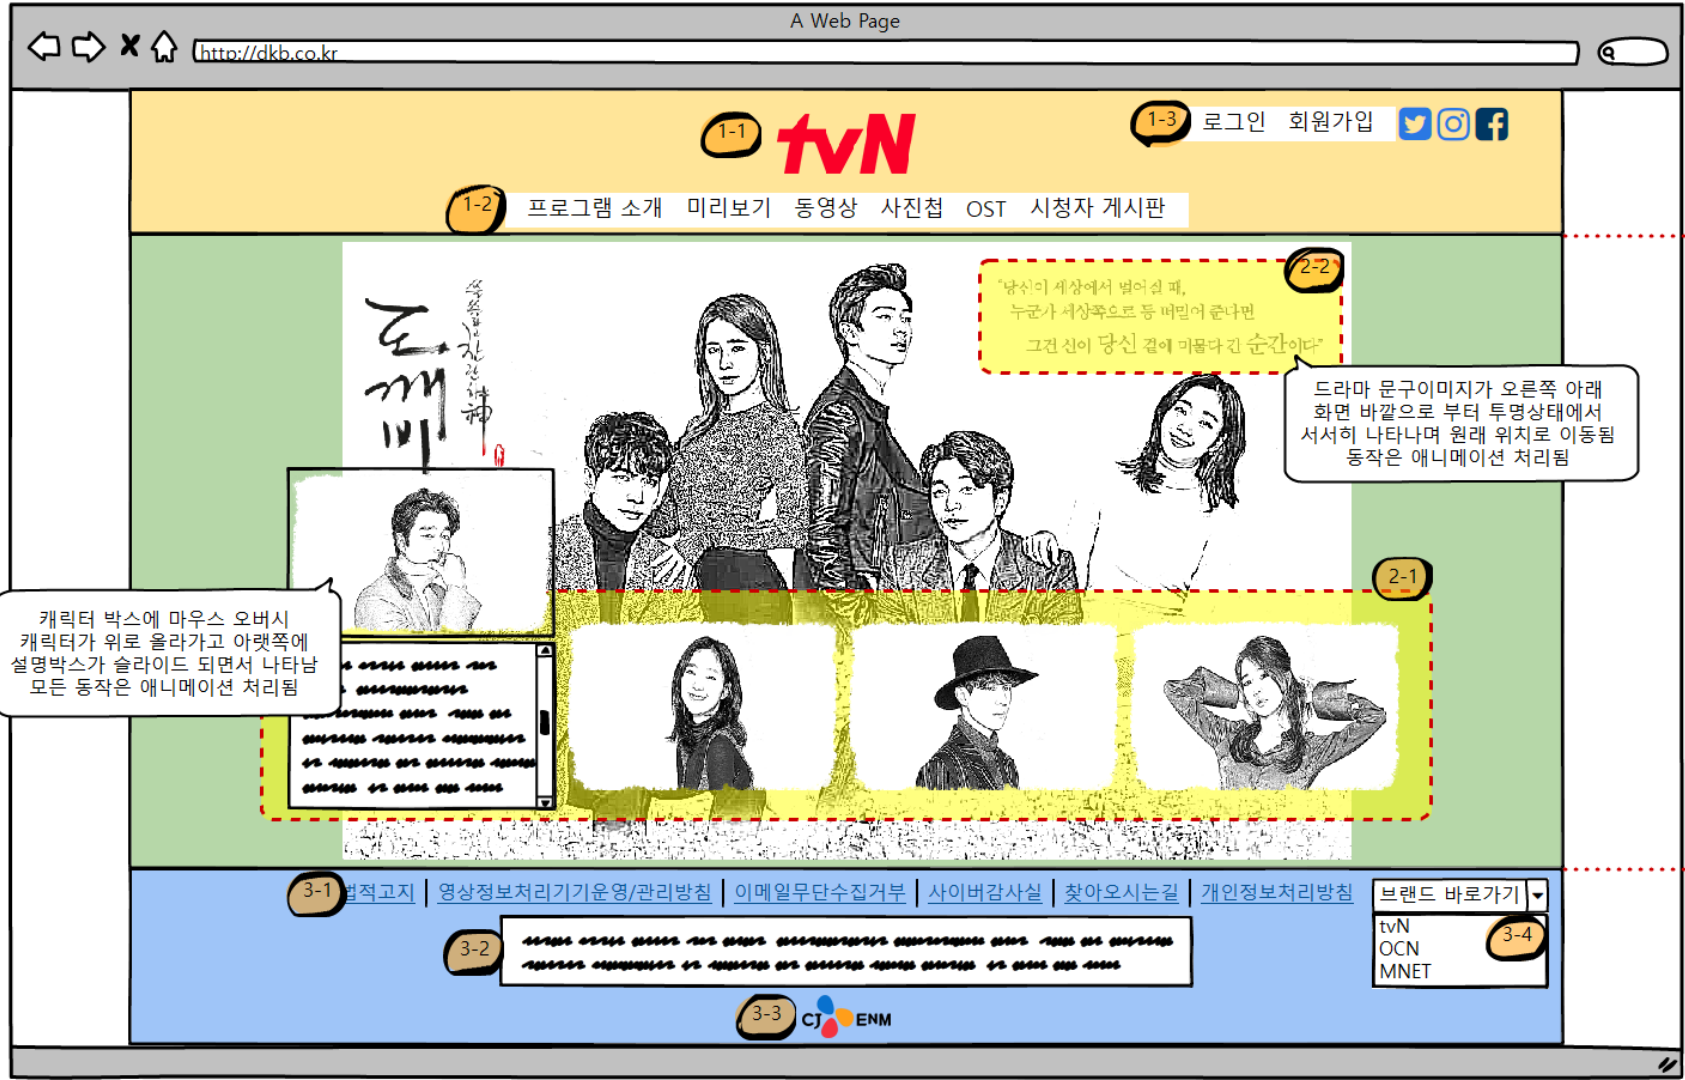 A Web Page
http://dkb.co.kr
1-1
tvN
1-3
로그인 회원가입
1-2
프로그램 소개 미리보기 동영상 사진첩 OST 시청자 게시판
도깨비
쓸쓸하고 찬란하神
2-2
"당신이 세상에서 멀어질 때,
누군가 세상쪽으로 등 떠밀어 준다면
그건 신이 당신 곁에 머물다 간 순간이다"
드라마 문구이미지가 오른쪽 아래
화면 바깥으로 부터 투명상태에서
서서히 나타나며 원래 위치로 이동됨
동작은 애니메이션 처리됨
2-1
캐릭터 박스에 마우스 오버시
캐릭터가 위로 올라가고 아랫쪽에
설명박스가 슬라이드 되면서 나타남
모든 동작은 애니메이션 처리됨
3-1
법적고지 | 영상정보처리기기운영/관리방침 | 이메일무단수집거부 | 사이버감사실 | 찾아오시는길 | 개인정보처리방침
브랜드 바로가기
tvN
OCN
MNET
3-4
3-2
3-3
CJ ENM